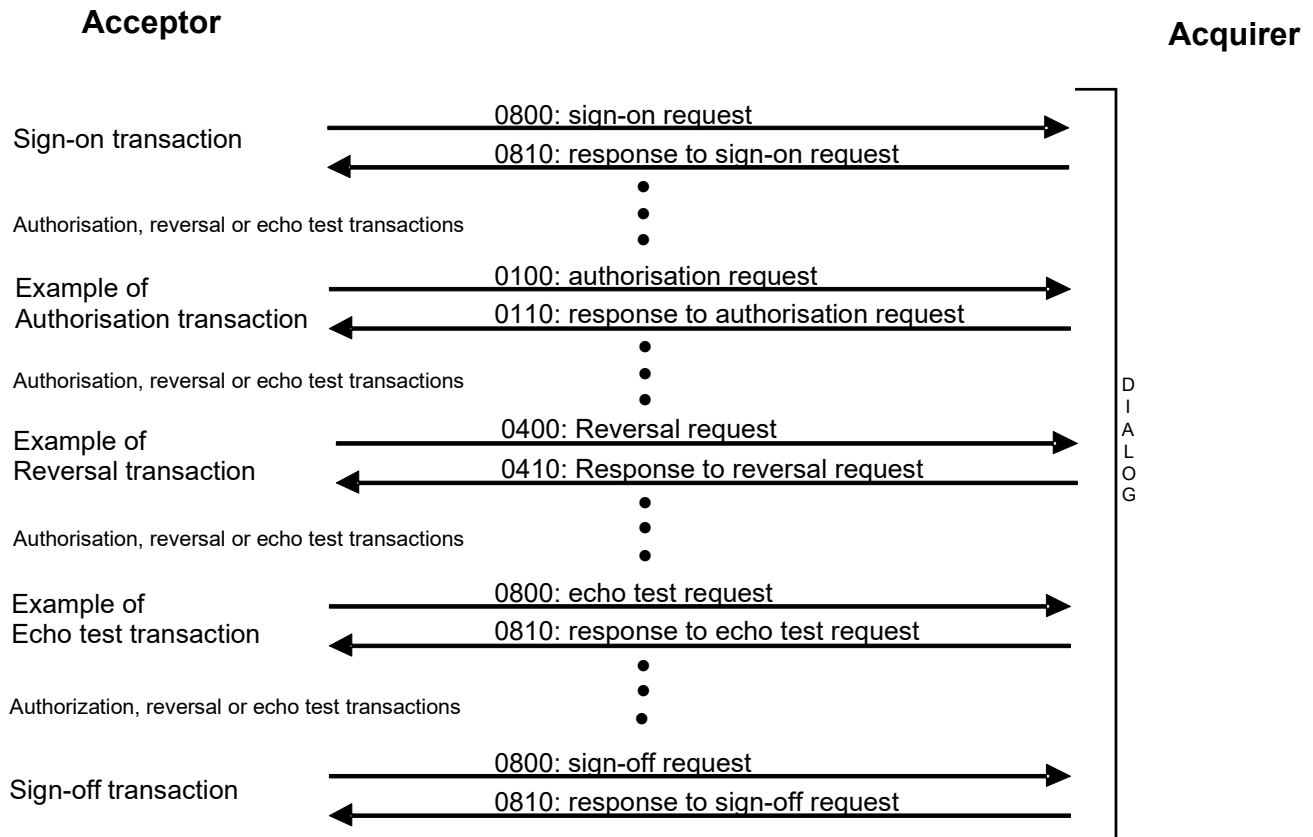 Acceptor
Acquirer
0800: sign-on request
Sign-on transaction
0810: response to sign-on request
Authorisation, reversal or echo test transactions
0100: authorisation request
Example of
Authorisation transaction
0110: response to authorisation request
Authorisation, reversal or echo test transactions
DIALOG
0400: Reversal request
Example of
Reversal transaction
0410: Response to reversal request
Authorisation, reversal or echo test transactions
0800: echo test request
Example of
Echo test transaction
0810: response to echo test request
Authorization, reversal or echo test transactions
0800: sign-off request
Sign-off transaction
0810: response to sign-off request